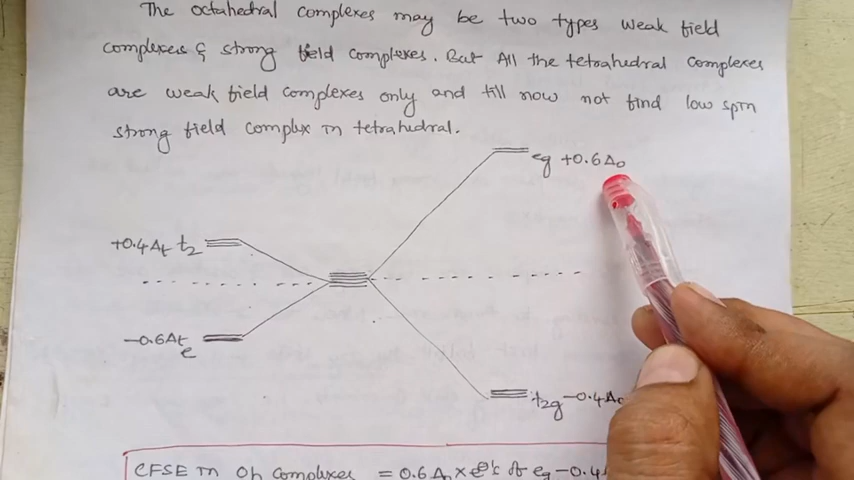 The octahedral complexes may be two types weak field
complexes & strong field complexes. But All the tetrahedral complexes
are weak field complexes only and till now not find low spin
strong field complex in tetrahedral.
eg +0.6Δo
+0.4Δt t2
-0.6Δt e
t2g -0.4Δo
CFSE in Oh complexes = 0.6Δo × e⊖'s of eg - 0.4